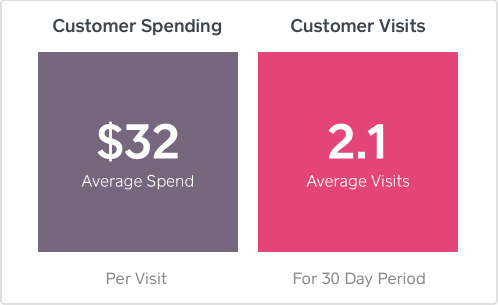 Customer Spending
Customer Visits
$32
Average Spend
2.1
Average Visits
Per Visit
For 30 Day Period